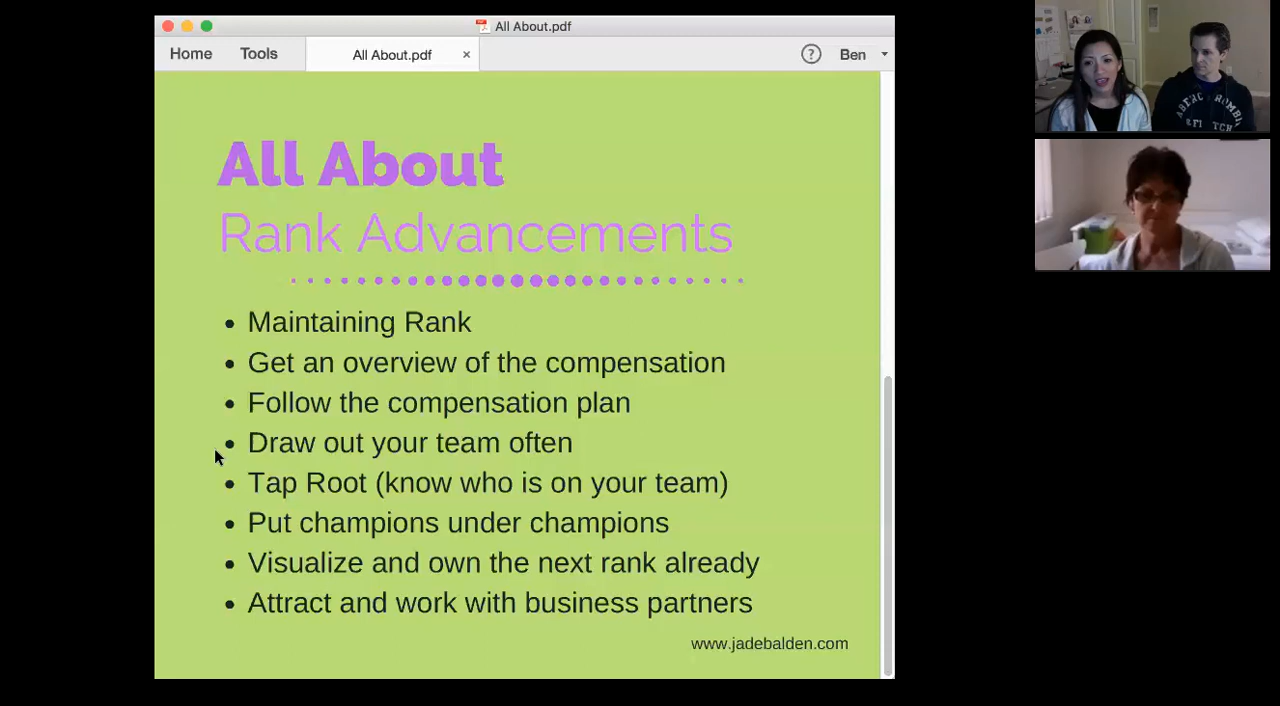 All About.pdf
Home Tools All About.pdf × ? Ben
All About
Rank Advancements
• Maintaining Rank
• Get an overview of the compensation
• Follow the compensation plan
• Draw out your team often
• Tap Root (know who is on your team)
• Put champions under champions
• Visualize and own the next rank already
• Attract and work with business partners
www.jadebalden.com
ABERCROMBI
& FITCH